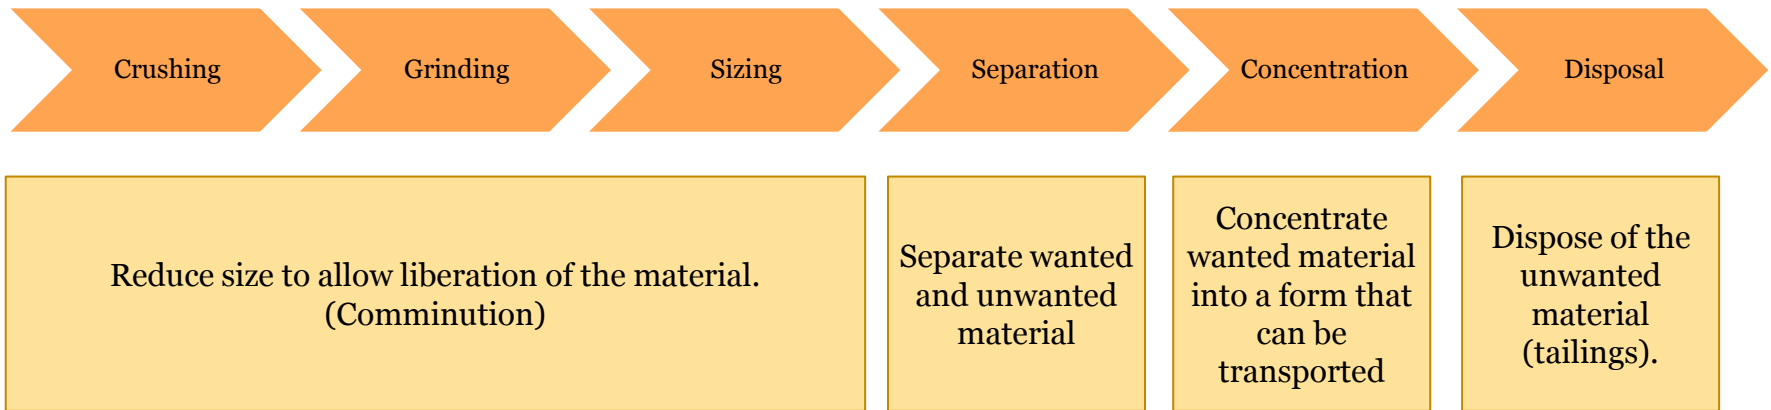 Crushing
Grinding
Sizing
Separation
Concentration
Disposal
Reduce size to allow liberation of the material.
(Comminution)
Separate wanted
and unwanted
material
Concentrate
wanted material
into a form that
can be
transported
Dispose of the
unwanted
material
(tailings).